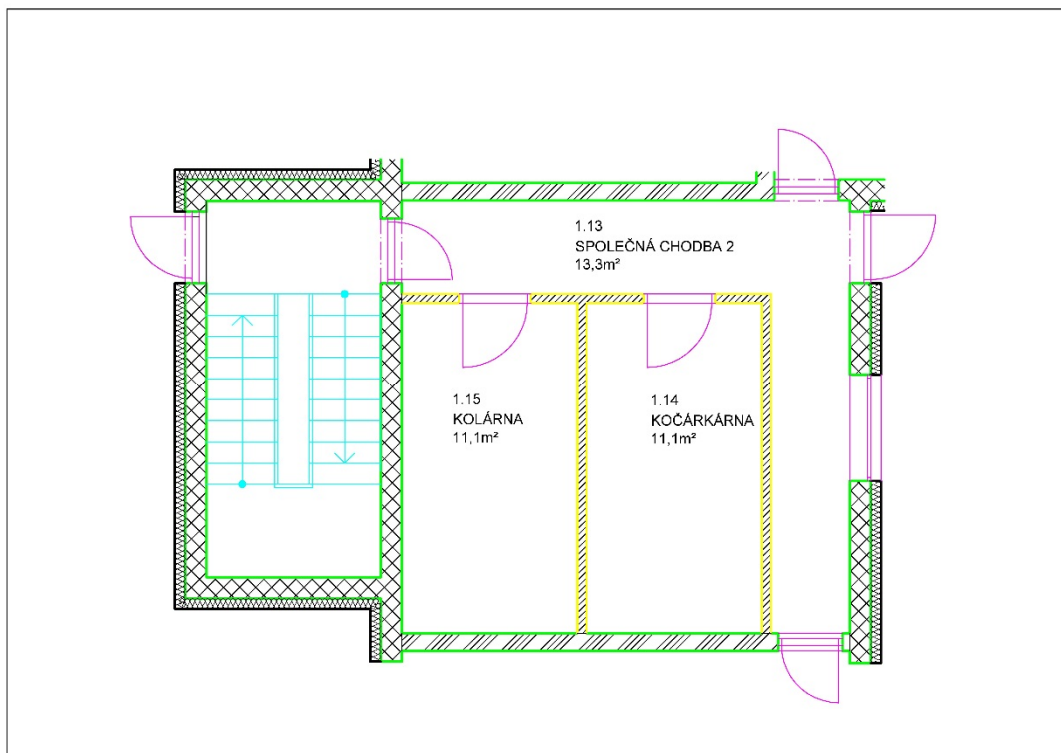 1.13
SPOLEČNÁ CHODBA 2
13,3m²
1.15
KOLÁRNA
11,1m²
1.14
KOČÁRKÁRNA
11,1m²